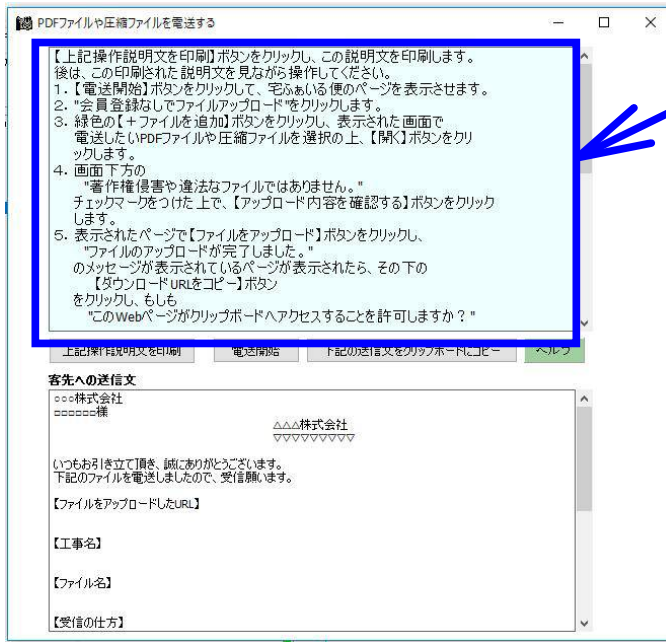 PDFファイルや圧縮ファイルを電送する
【上記操作説明文を印刷】ボタンをクリックし、この説明文を印刷します。
後は、この印刷された説明文を見ながら操作してください。
1.【電送開始】ボタンをクリックして、宅ふぁいる便のページを表示させます。
2."会員登録なしでファイルアップロード"をクリックします。
3.緑色の【+ファイルを追加】ボタンをクリックし、表示された画面で
電送したいPDFファイルや圧縮ファイルを選択の上、【開く】ボタンをクリ
ックします。
4.画面下方の
"著作権侵害や違法なファイルではありません。"
チェックマークをつけた上で、【アップロード内容を確認する】ボタンをクリック
します。
5.表示されたページで【ファイルをアップロード】ボタンをクリックし、
"ファイルのアップロードが完了しました。"
のメッセージが表示されているページが表示されたら、その下の
【ダウンロードURLをコピー】ボタン
をクリックし、もしも
"このWebページがクリップボードへアクセスすることを許可しますか?"
上記操作説明文を印刷 電送開始 下記の送信文をクリップボードにコピー ヘルプ
客先への送信文
○○○株式会社
□□□□□□様
△△△株式会社
▽▽▽▽▽▽▽▽▽
いつもお引き立て頂き、誠にありがとうございます。
下記のファイルを電送しましたので、受信願います。
【ファイルをアップロードしたURL】
【工事名】
【ファイル名】
【受信の仕方】